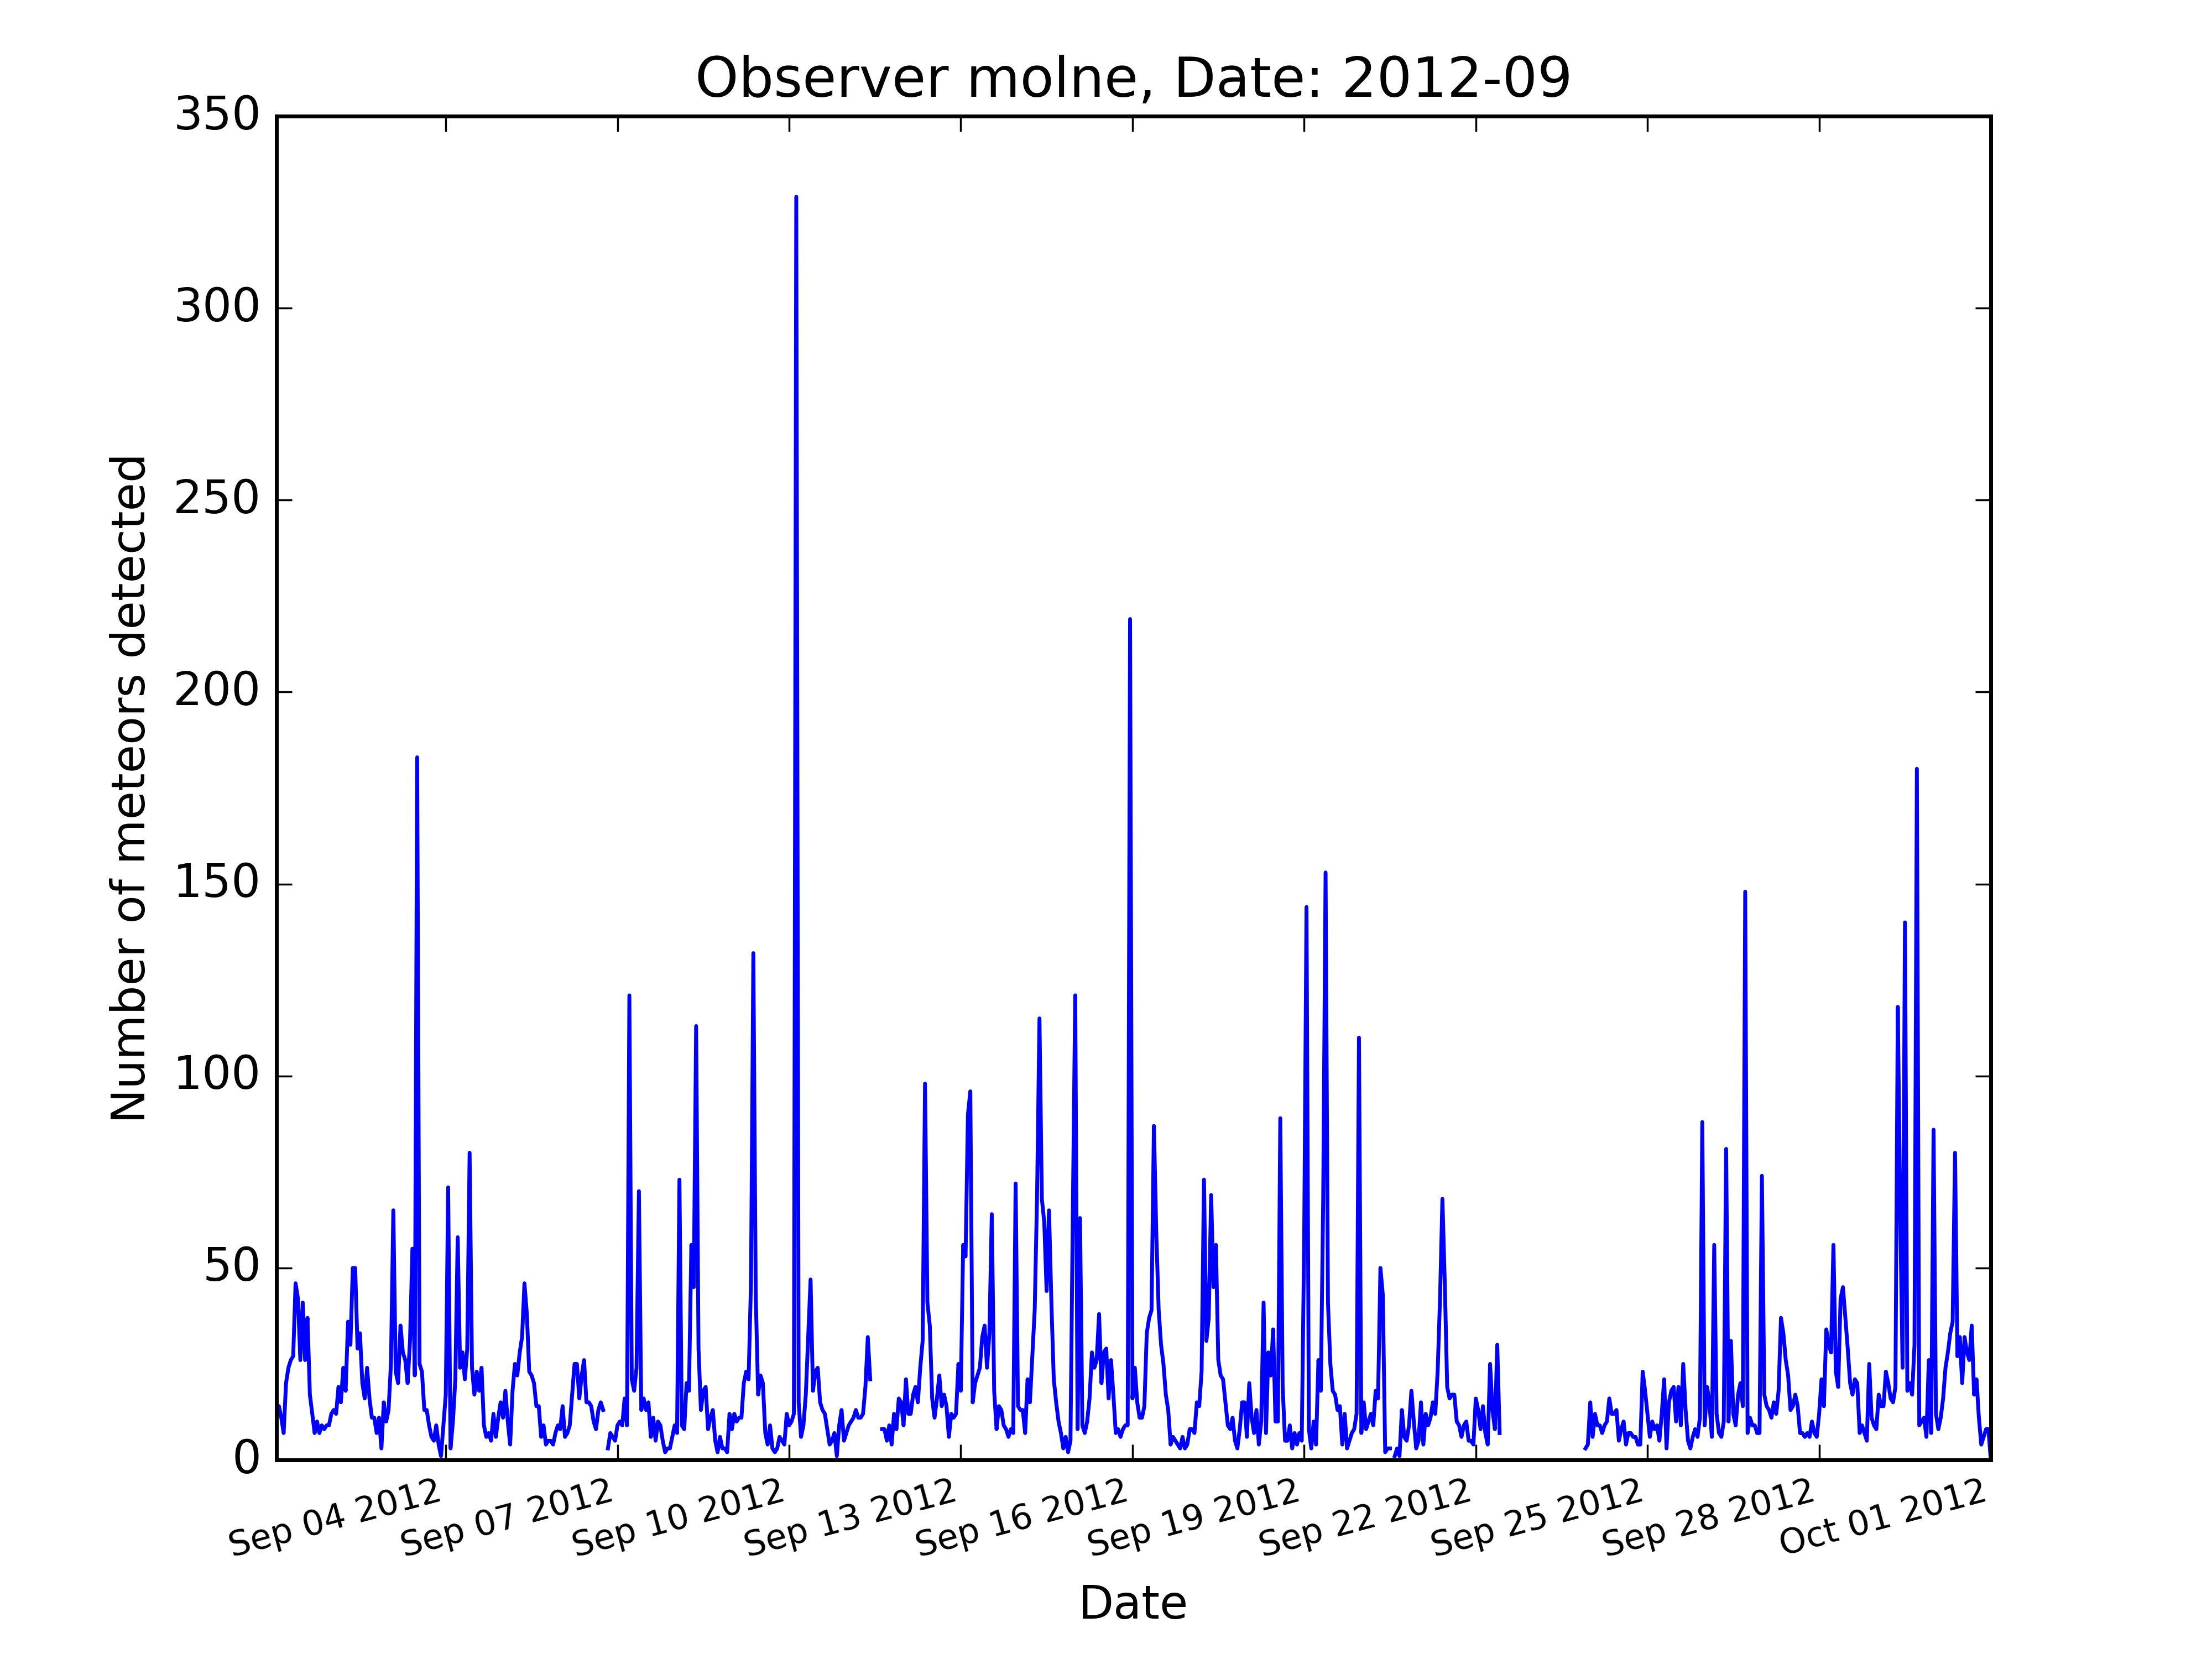 Observer molne, Date: 2012-09
350
300
250
200
150
100
50
0
Number of meteors detected
Sep 04 2012
Sep 07 2012
Sep 10 2012
Sep 13 2012
Sep 16 2012
Sep 19 2012
Sep 22 2012
Sep 25 2012
Sep 28 2012
Oct 01 2012
Date